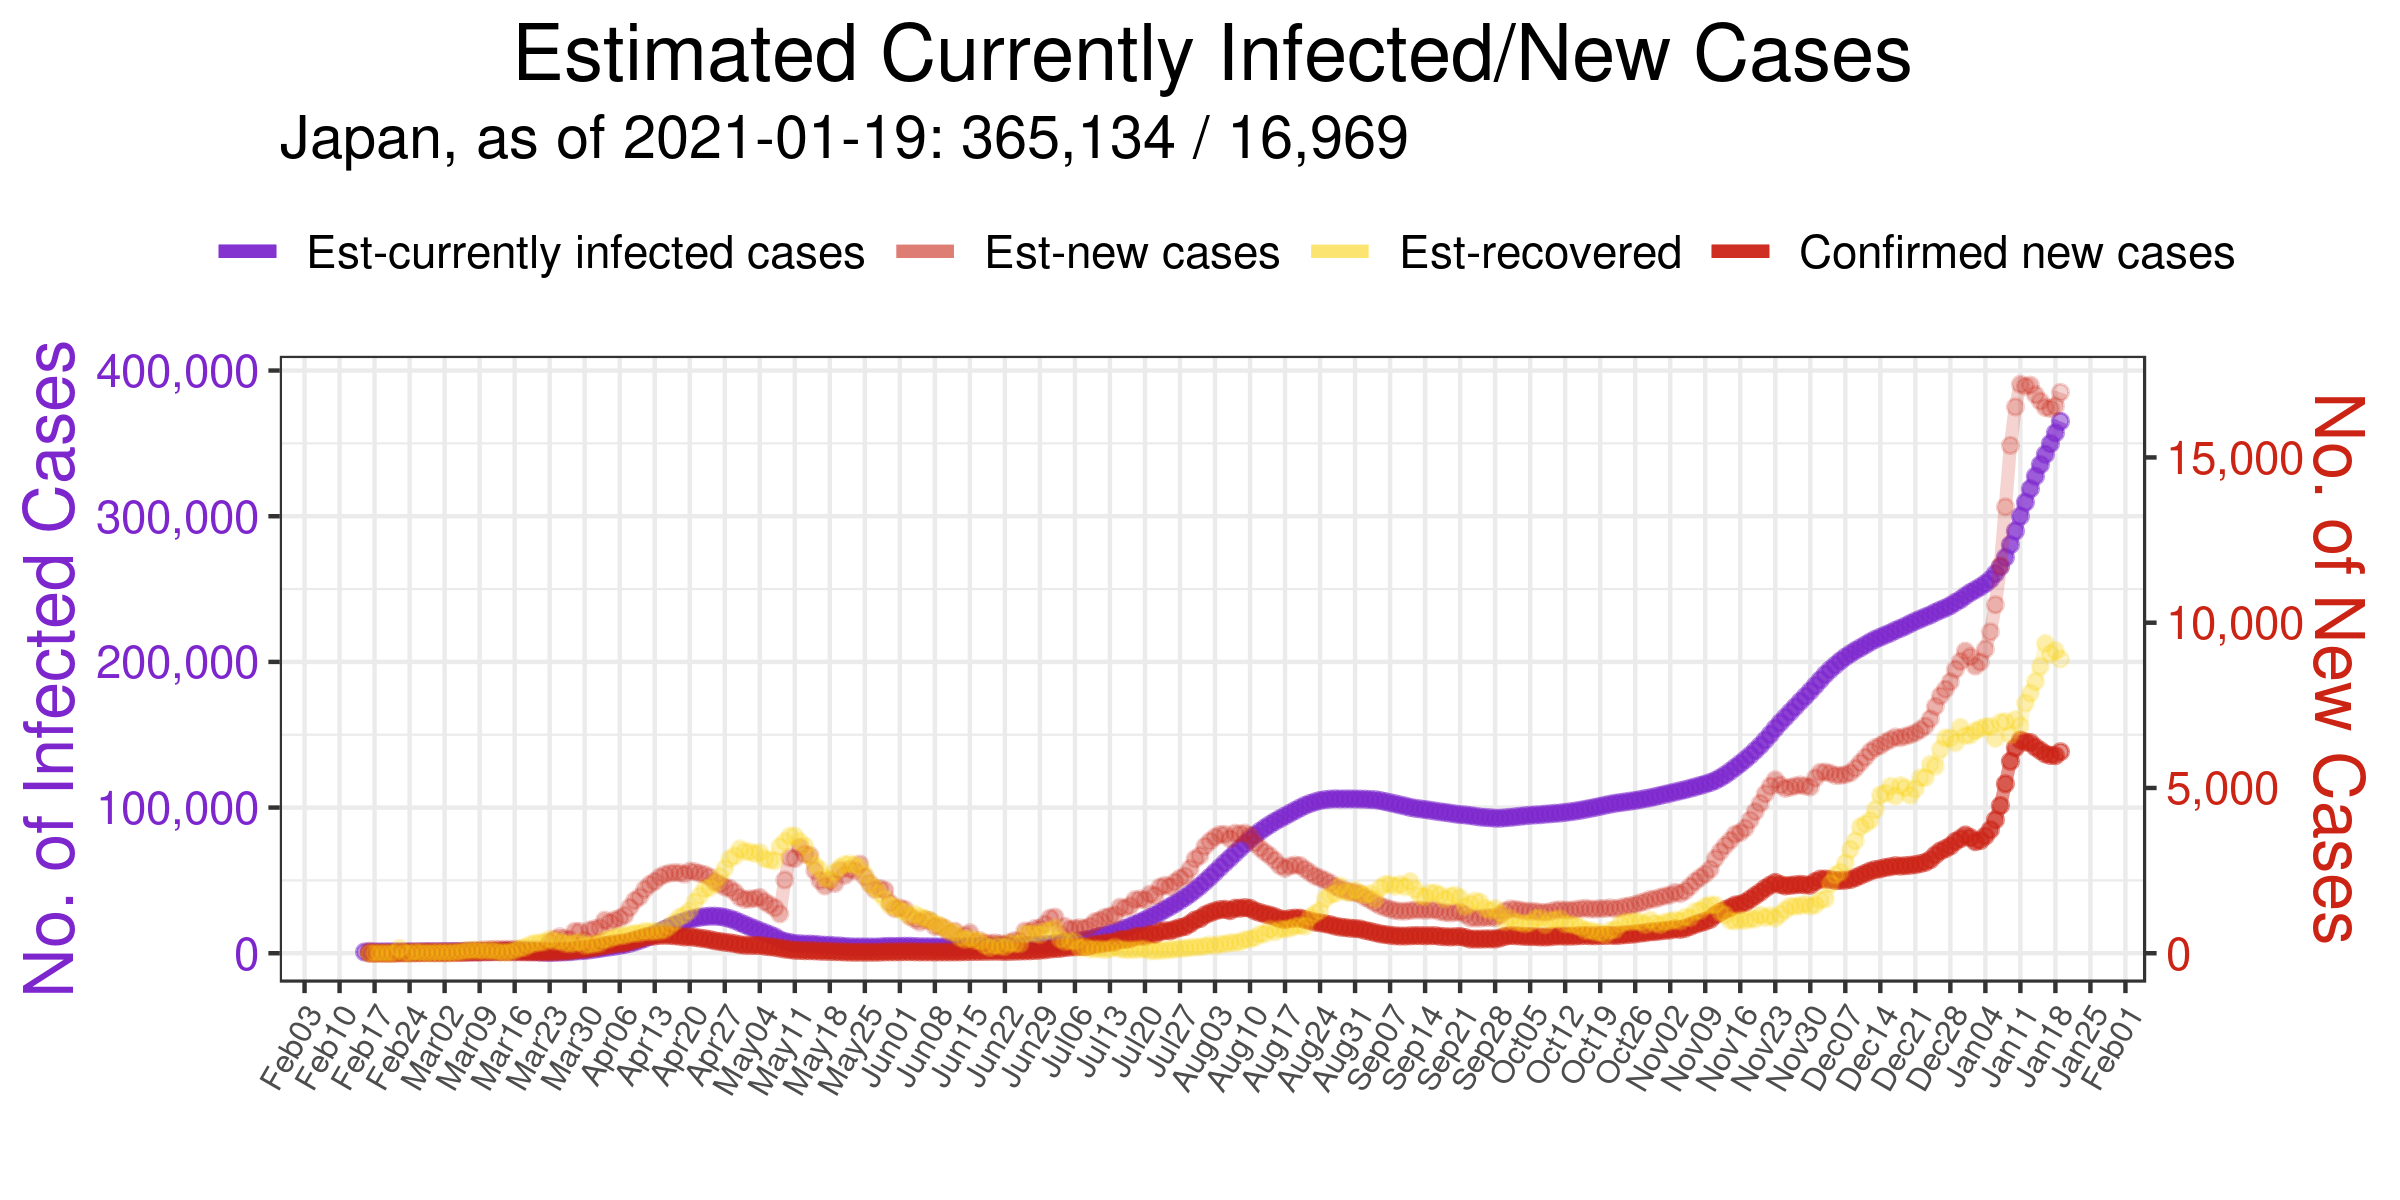 Estimated Currently Infected/New Cases
Japan, as of 2021-01-19: 365,134 / 16,969
Est-currently infected cases
Est-new cases
Est-recovered
Confirmed new cases
No. of Infected Cases
400,000
300,000
200,000
100,000
0
15,000
10,000
5,000
0
No. of New Cases
Feb03
Feb10
Feb17
Feb24
Mar02
Mar09
Mar16
Mar23
Mar30
Apr06
Apr13
Apr20
Apr27
May04
May11
May18
May25
Jun01
Jun08
Jun15
Jun22
Jun29
Jul06
Jul13
Jul20
Jul27
Aug03
Aug10
Aug17
Aug24
Aug31
Sep07
Sep14
Sep21
Sep28
Oct05
Oct12
Oct19
Oct26
Nov02
Nov09
Nov16
Nov23
Nov30
Dec07
Dec14
Dec21
Dec28
Jan04
Jan11
Jan18
Jan25
Feb01